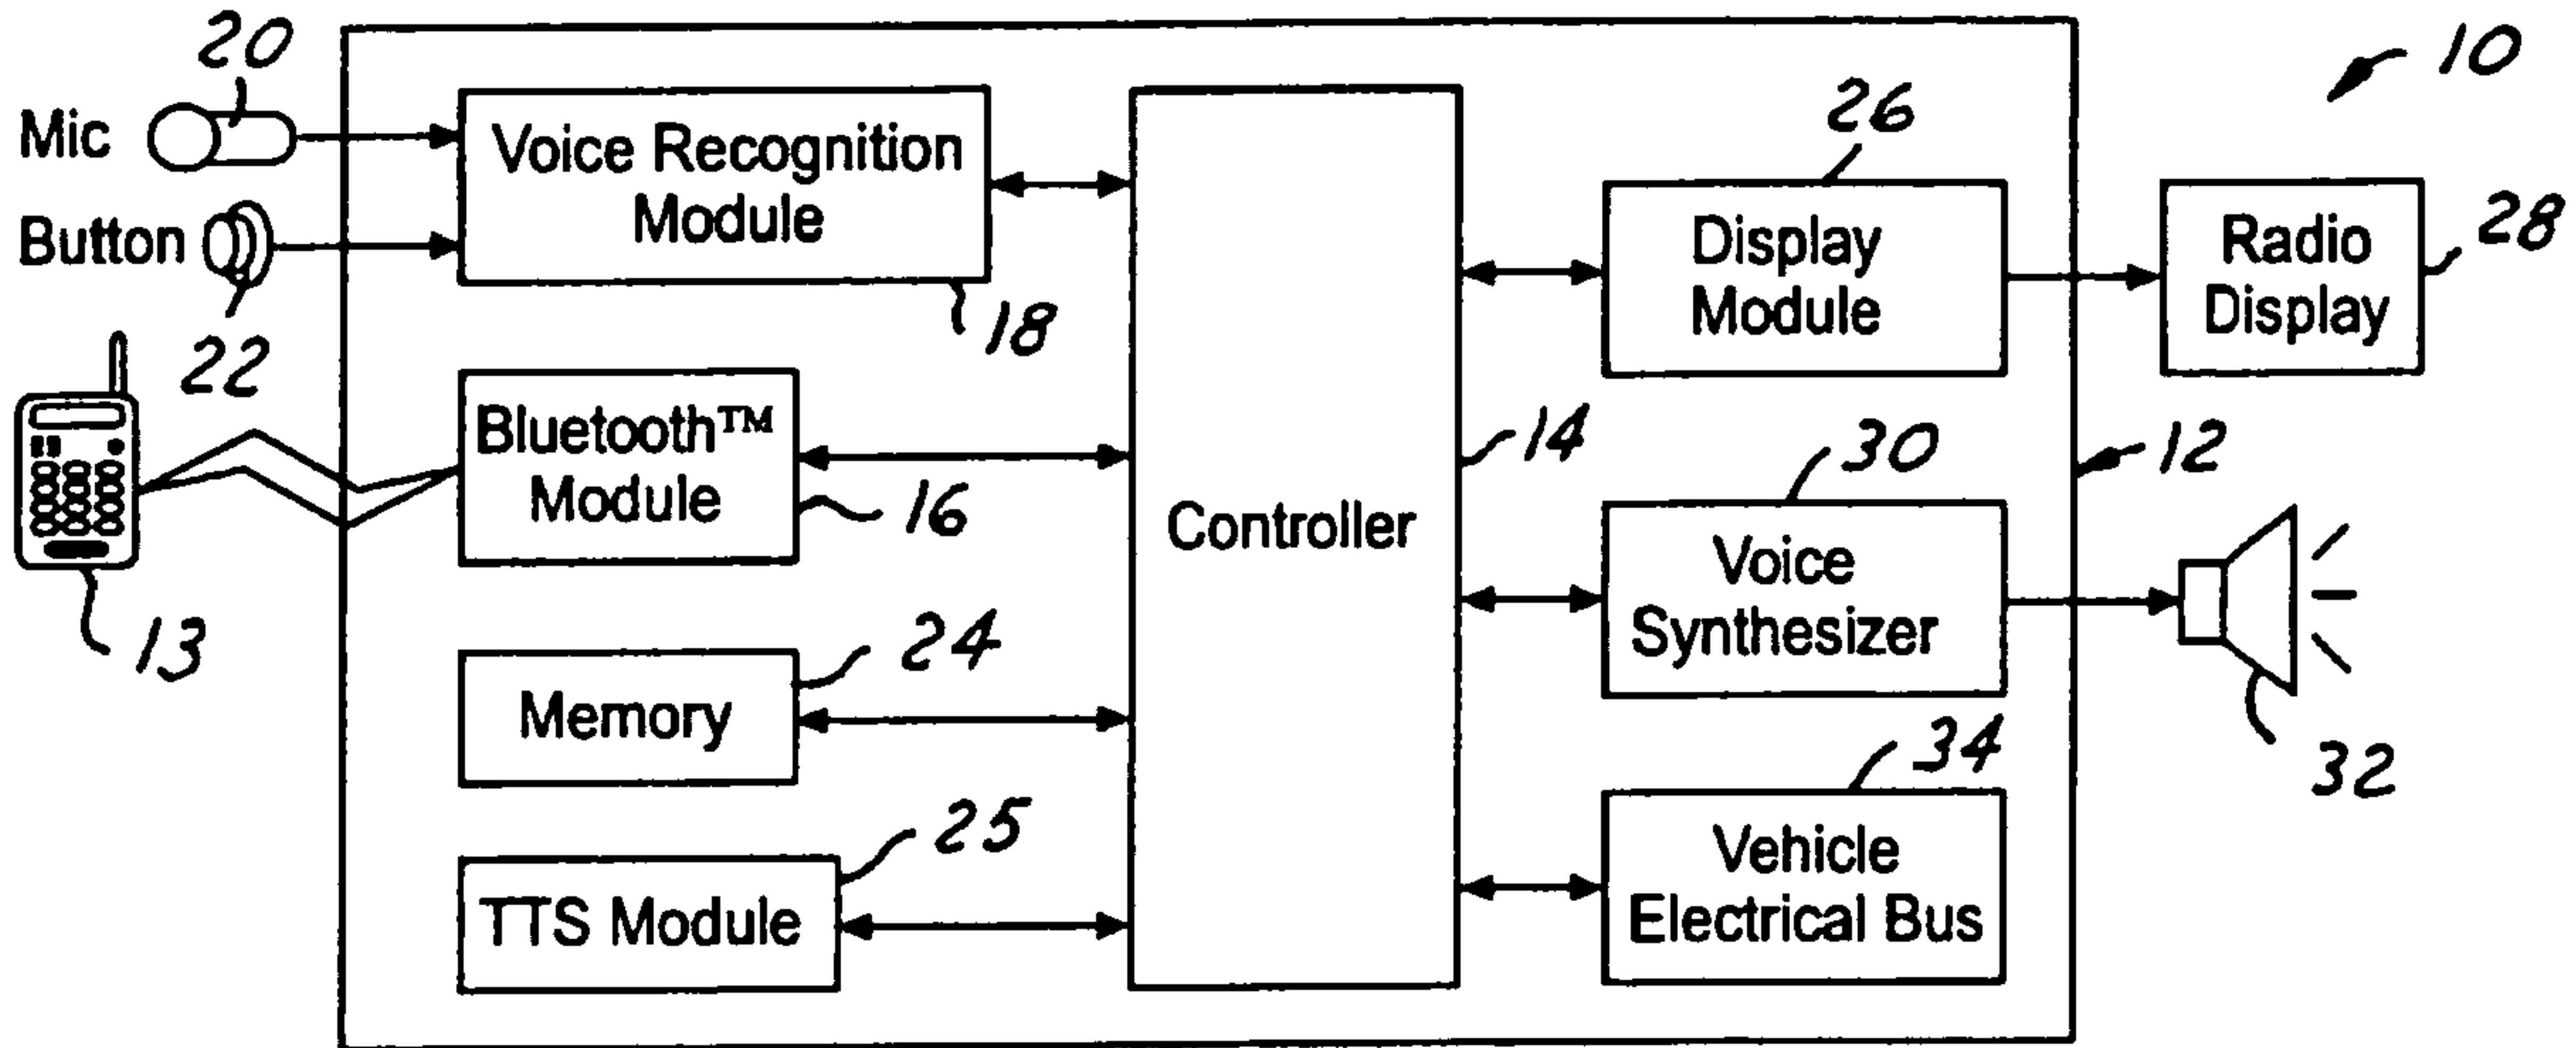 20
10
Mic
Voice Recognition
Module
26
Button
Display
Module
Radio
Display
28
18
22
Bluetooth™
Module
16
Controller
14
30
12
13
Voice
Synthesizer
24
Memory
32
34
25
TTS Module
Vehicle
Electrical Bus